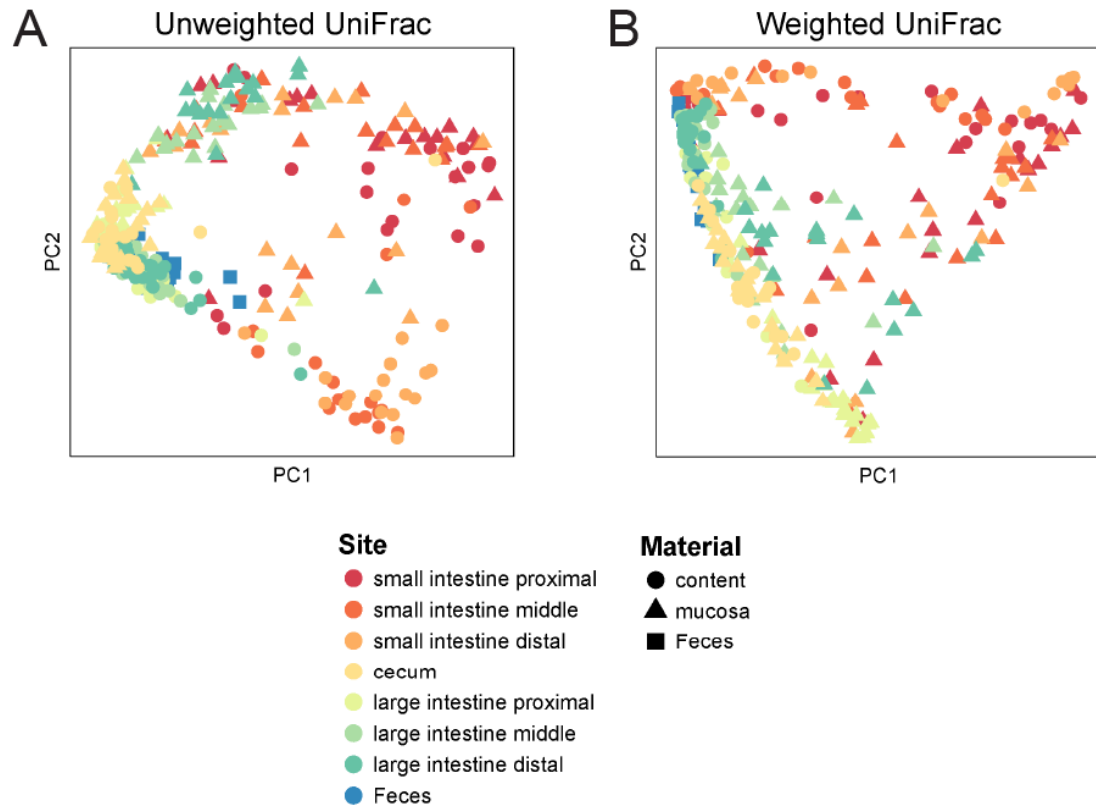 A
Unweighted UniFrac
PC2
PC1
B
Weighted UniFrac
PC2
PC1
Site
small intestine proximal
small intestine middle
small intestine distal
cecum
large intestine proximal
large intestine middle
large intestine distal
Feces
Material
content
mucosa
Feces